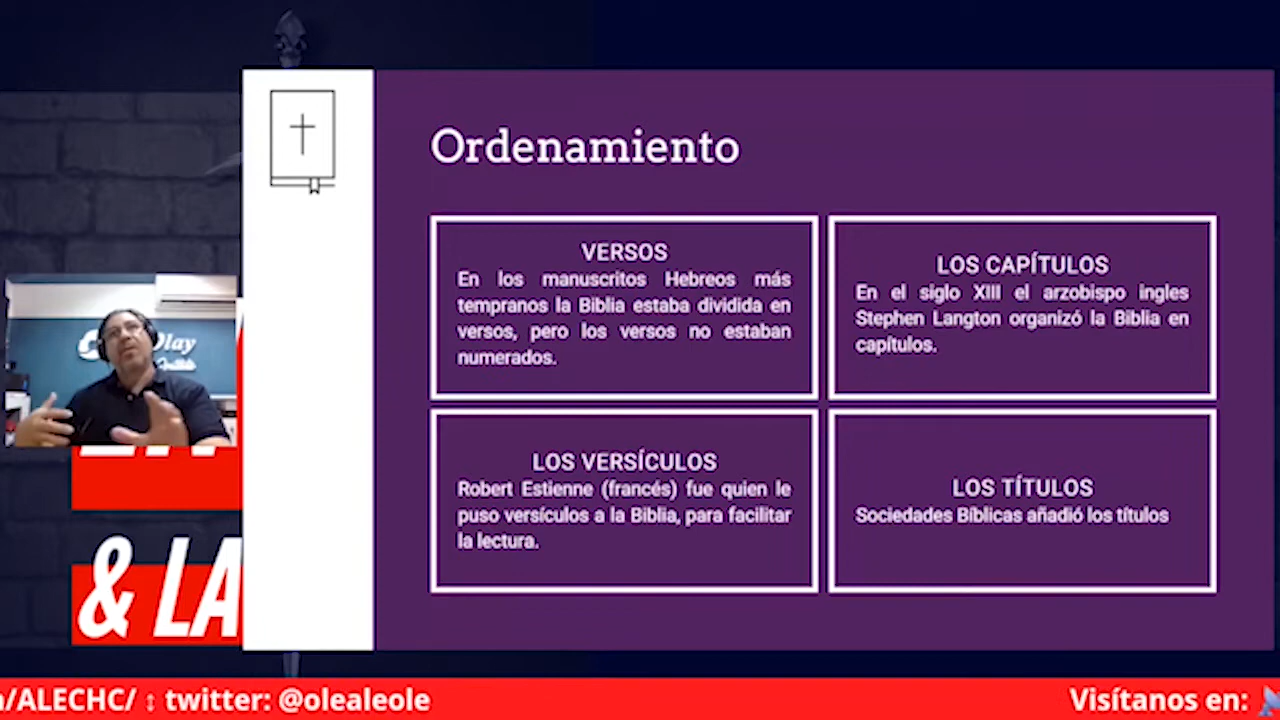 Ordenamiento
VERSOS
En los manuscritos Hebreos más
tempranos la Biblia estaba dividida en
versos, pero los versos no estaban
numerados.
LOS CAPÍTULOS
En el siglo XIII el arzobispo ingles
Stephen Langton organizó la Biblia en
capítulos.
LOS VERSÍCULOS
Robert Estienne (francés) fue quien le
puso versículos a la Biblia, para facilitar
la lectura.
LOS TÍTULOS
Sociedades Bíblicas añadió los títulos
& LA
/ALECHC/ ↕ twitter: @olealeole
Visítanos en: